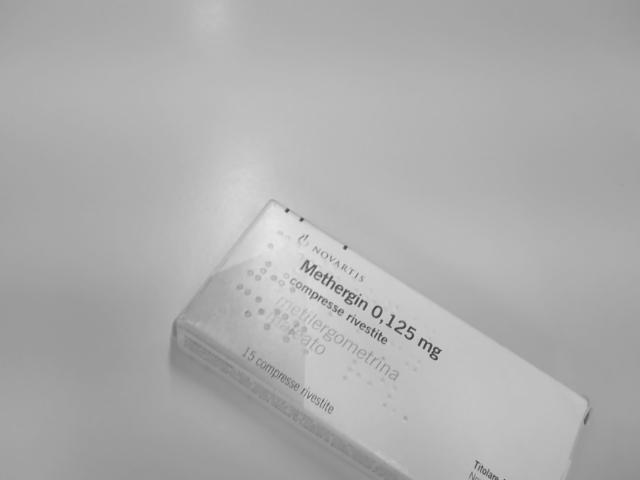 NOVARTIS
Methergin 0,125 mg
compresse rivestite
metilergometrina
maleato
15 compresse rivestite
Titolare